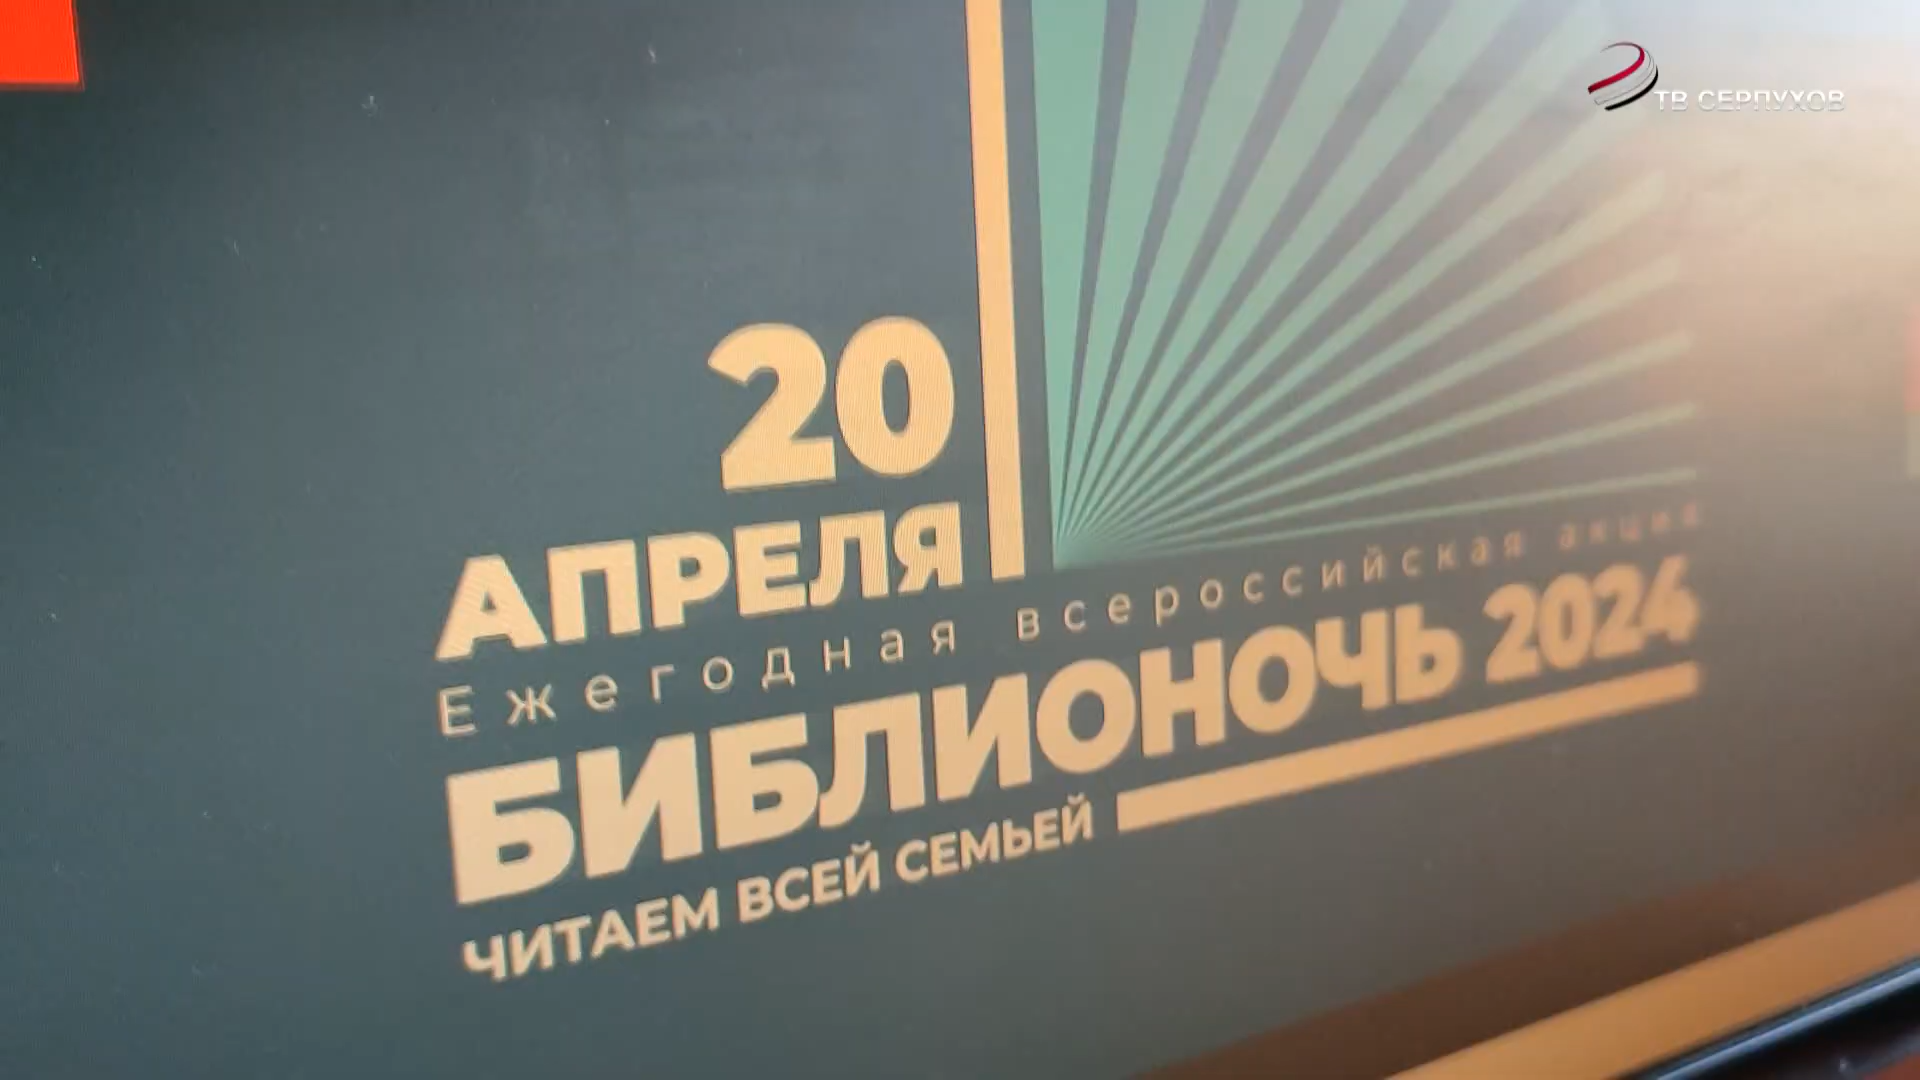 ТВ СЕРПУХОВ
20
АПРЕЛЯ
Ежегодная всероссийская акция
БИБЛИОНОЧЬ 2024
ЧИТАЕМ ВСЕЙ СЕМЬЕЙ